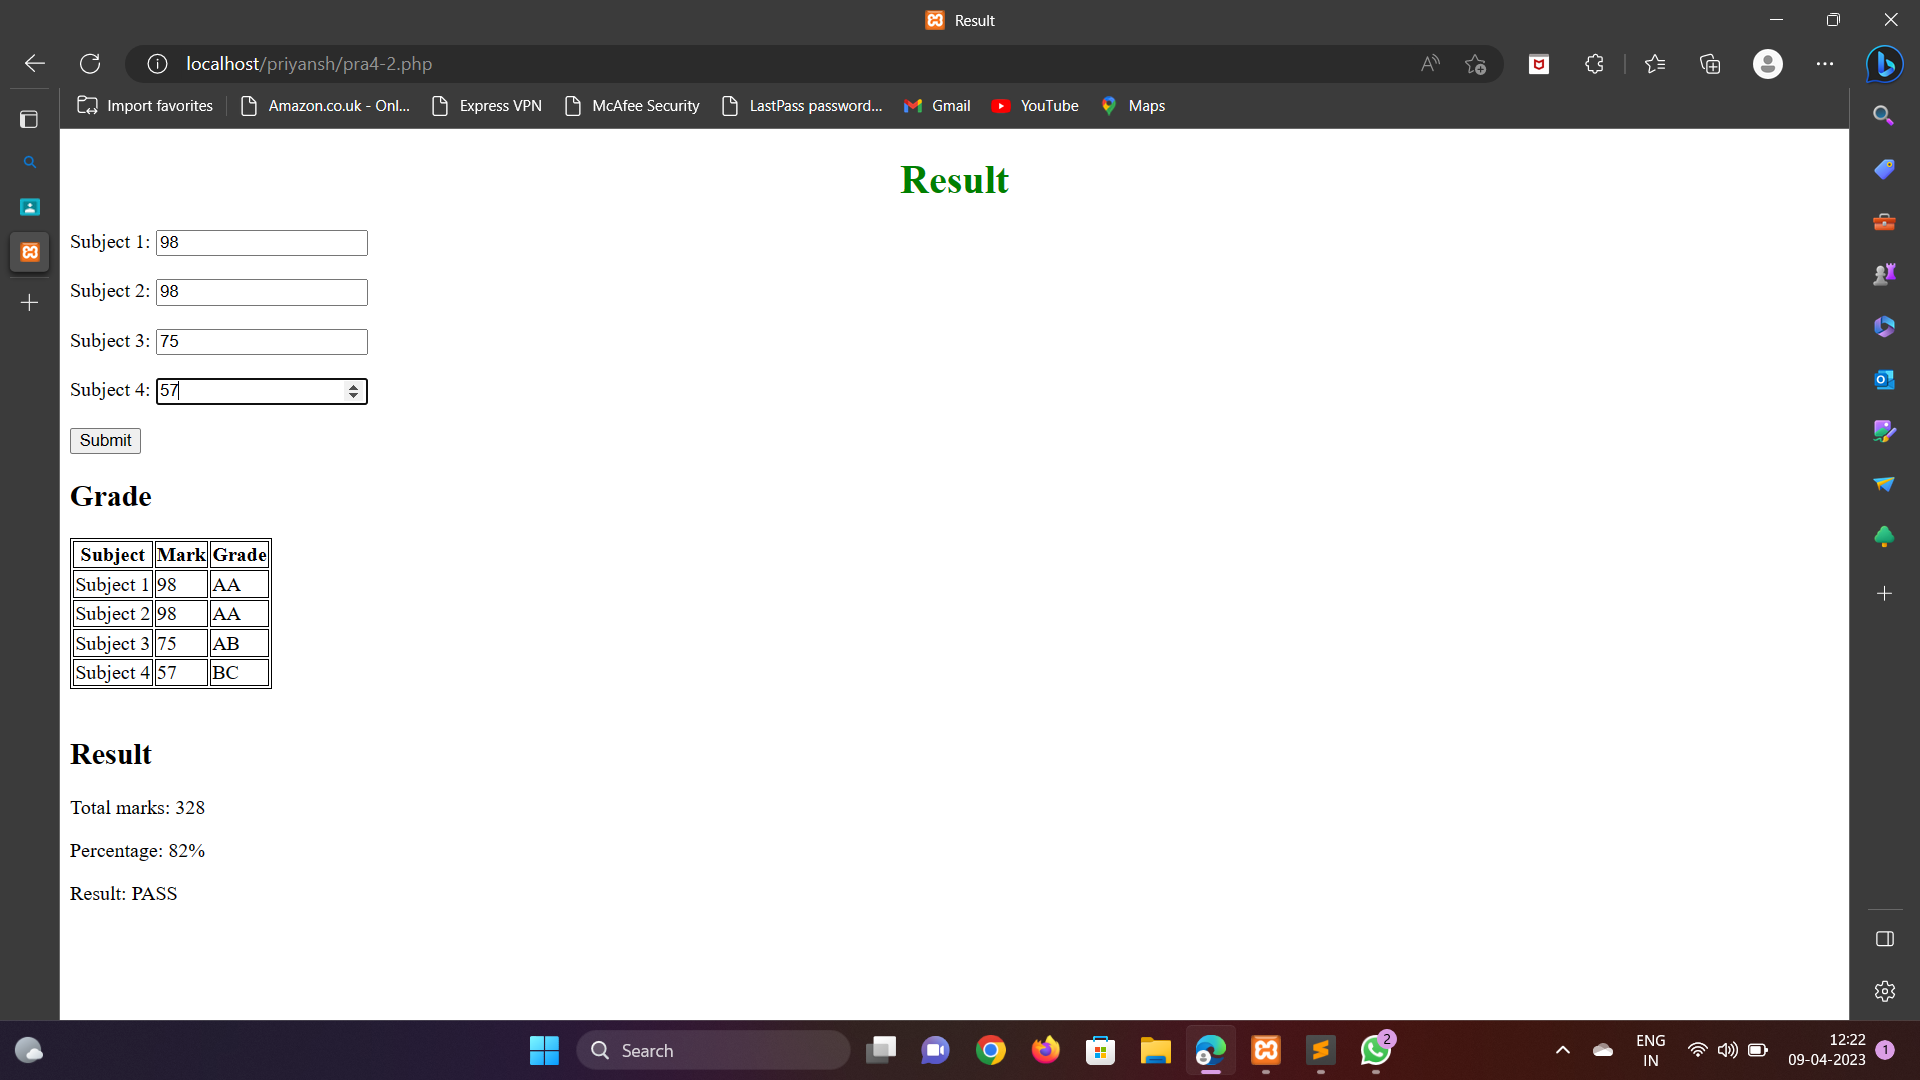 Result
localhost/priyansh/pra4-2.php
Import favorites Amazon.co.uk - Onl... Express VPN McAfee Security LastPass password... Gmail YouTube Maps
Result
Subject 1: 98
Subject 2: 98
Subject 3: 75
Subject 4: 57
Submit
Grade
Subject Mark Grade
Subject 1 98 AA
Subject 2 98 AA
Subject 3 75 AB
Subject 4 57 BC
Result
Total marks: 328
Percentage: 82%
Result: PASS
Search
2
ENG
IN
12:22
09-04-2023
1